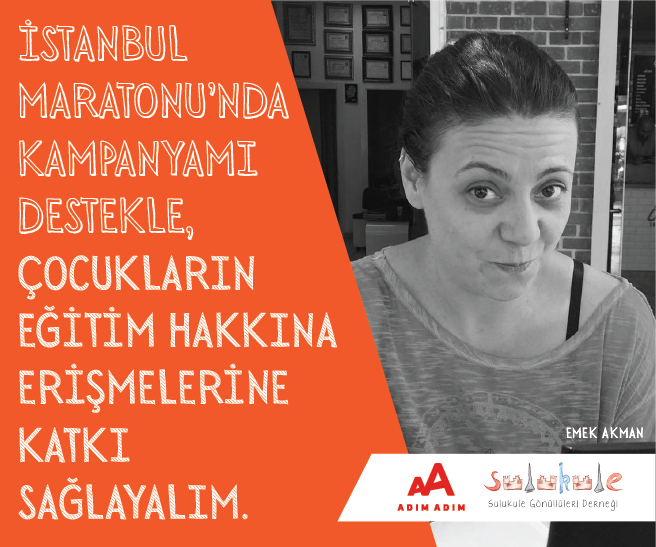 İSTANBUL
MARATONU'NDA
KAMPANYAMI
DESTEKLE,
ÇOCUKLARIN
EĞİTİM HAKKINA
ERİŞMELERİNE
KATKI
SAĞLAYALIM.
EMEK AKMAN
AA
ADIM ADIM
Sulukule
Sulukule Gönüllüleri Derneği